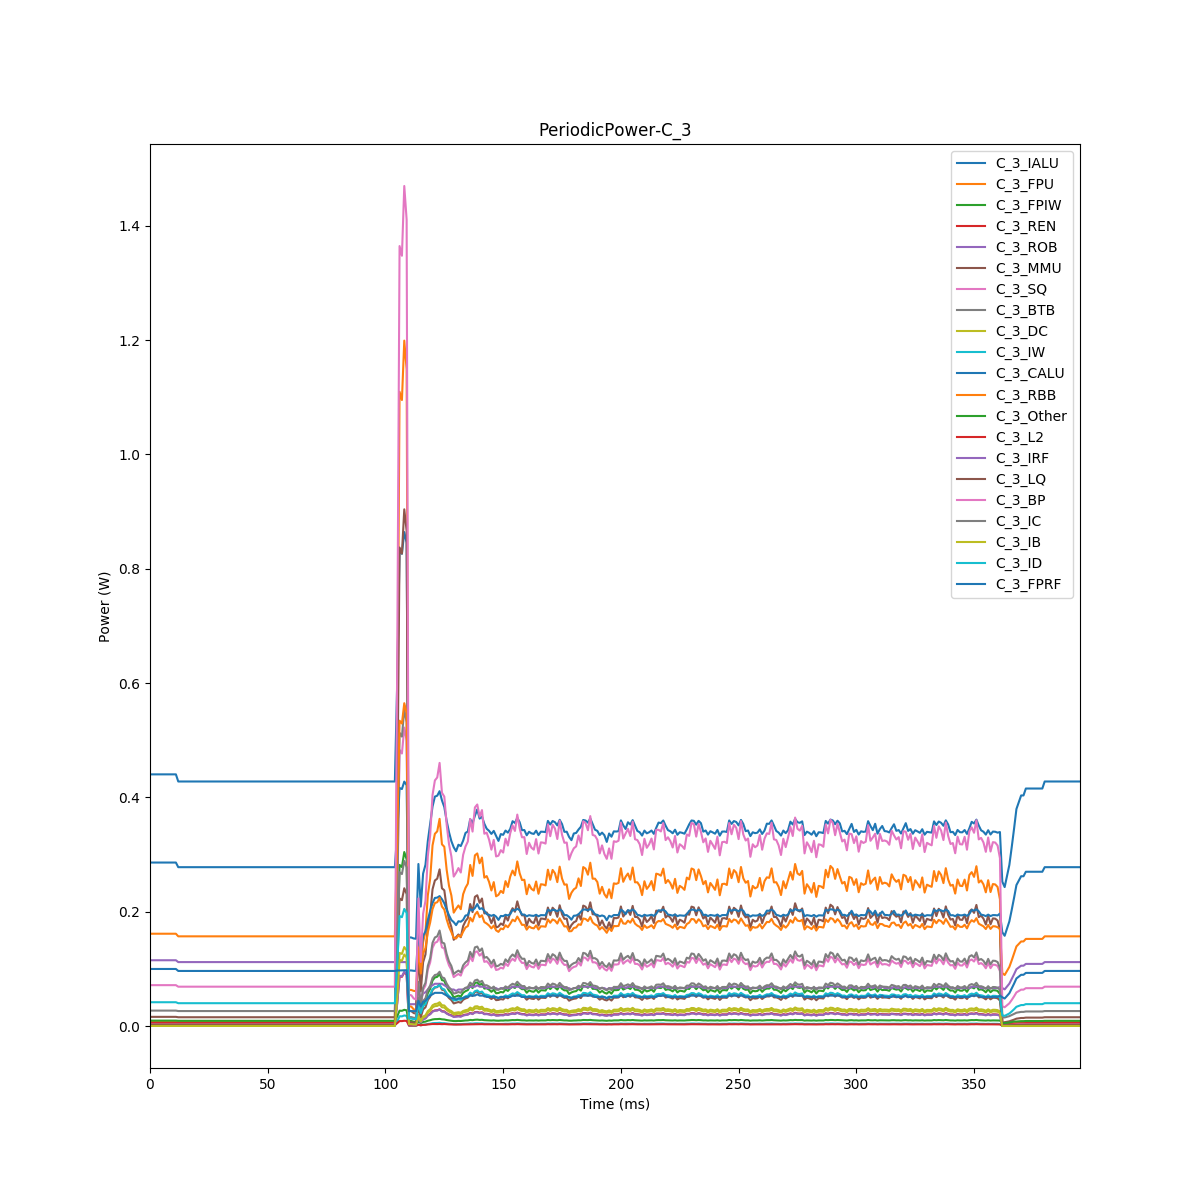 PeriodicPower-C_3
C_3_IALU
C_3_FPU
C_3_FPIW
C_3_REN
C_3_ROB
C_3_MMU
C_3_SQ
C_3_BTB
C_3_DC
C_3_IW
C_3_CALU
C_3_RBB
C_3_Other
C_3_L2
C_3_IRF
C_3_LQ
C_3_BP
C_3_IC
C_3_IB
C_3_ID
C_3_FPRF
1.4
1.2
1.0
0.8
0.6
0.4
0.2
0.0
Power (W)
0 50 100 150 200 250 300 350
Time (ms)